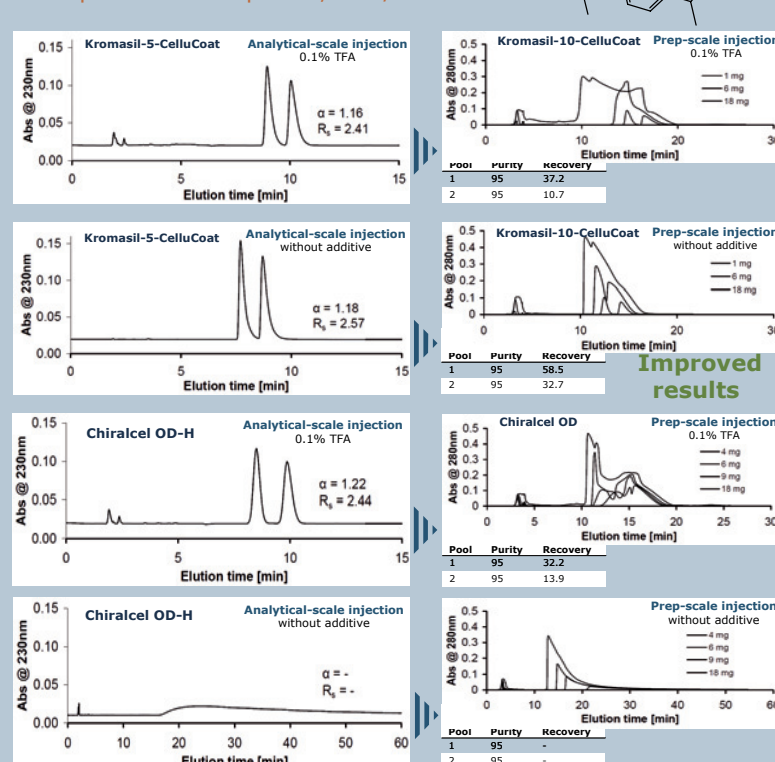 Kromasil-5-CelluCoat
Analytical-scale injection
0.1% TFA
Abs @ 230nm
0.15
0.10
0.05
0.00
α = 1.16
Rs = 2.41
0 5 10 15
Elution time [min]
Kromasil-10-CelluCoat
Prep-scale injection
0.1% TFA
Abs @ 280nm
0.5
0.4
0.3
0.2
0.1
0
1 mg
6 mg
18 mg
0 10 20 30
Elution time [min]
Pool Purity Recovery
1 95 37.2
2 95 10.7
Kromasil-5-CelluCoat
Analytical-scale injection
without additive
Abs @ 230nm
0.15
0.10
0.05
0.00
α = 1.18
Rs = 2.57
0 5 10 15
Elution time [min]
Kromasil-10-CelluCoat
Prep-scale injection
without additive
Abs @ 280nm
0.5
0.4
0.3
0.2
0.1
0
1 mg
6 mg
18 mg
0 10 20 30
Elution time [min]
Pool Purity Recovery
1 95 58.5
2 95 32.7
Improved
results
Chiralcel OD-H
Analytical-scale injection
0.1% TFA
Abs @ 230nm
0.15
0.10
0.05
0.00
α = 1.22
Rs = 2.44
0 5 10 15
Elution time [min]
Chiralcel OD
Prep-scale injection
0.1% TFA
Abs @ 280nm
0.5
0.4
0.3
0.2
0.1
0
4 mg
6 mg
9 mg
18 mg
0 5 10 15 20 25 30
Elution time [min]
Pool Purity Recovery
1 95 32.2
2 95 13.9
Chiralcel OD-H
Analytical-scale injection
without additive
Abs @ 230nm
0.15
0.10
0.05
0.00
α = -
Rs = -
0 10 20 30 40 50 60
Elution time [min]
Prep-scale injection
without additive
Abs @ 280nm
0.5
0.4
0.3
0.2
0.1
0
4 mg
6 mg
9 mg
18 mg
0 10 20 30 40 50 60
Elution time [min]
Pool Purity Recovery
1 95 -
2 95 -